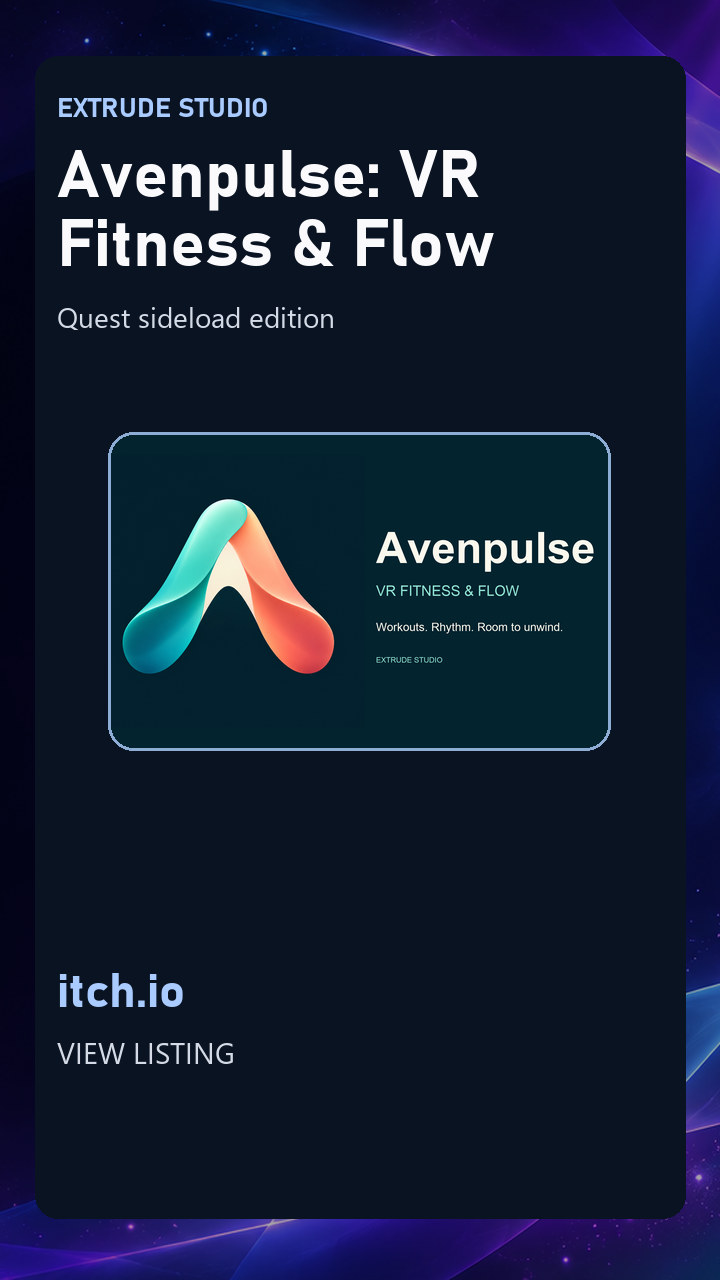 EXTRUDE STUDIO
Avenpulse: VR
Fitness & Flow
Quest sideload edition
Avenpulse
VR FITNESS & FLOW
Workouts. Rhythm. Room to unwind.
EXTRUDE STUDIO
itch.io
VIEW LISTING